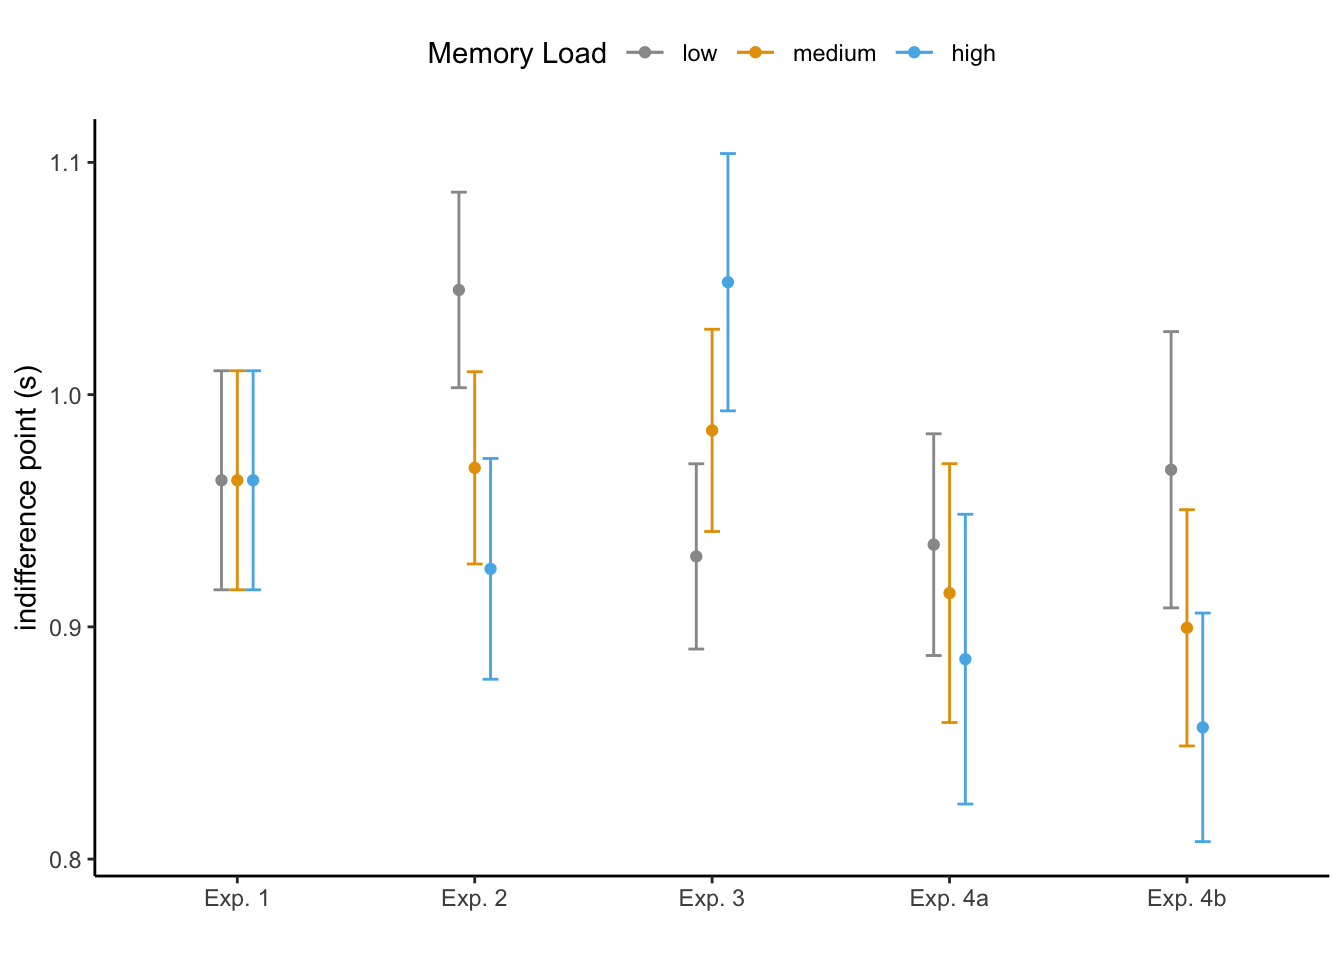 Memory Load low medium high
indifference point (s)
1.1
1.0
0.9
0.8
Exp. 1 Exp. 2 Exp. 3 Exp. 4a Exp. 4b